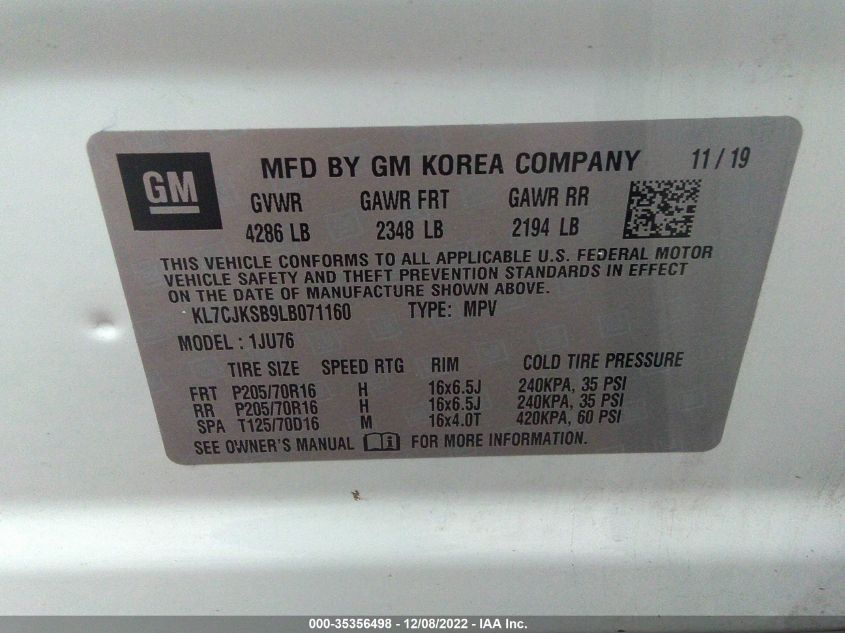 GM MFD BY GM KOREA COMPANY 11 / 19
GVWR GAWR FRT GAWR RR
4286 LB 2348 LB 2194 LB
THIS VEHICLE CONFORMS TO ALL APPLICABLE U.S. FEDERAL MOTOR
VEHICLE SAFETY AND THEFT PREVENTION STANDARDS IN EFFECT
ON THE DATE OF MANUFACTURE SHOWN ABOVE.
KL7CJKSB9LB071160 TYPE: MPV
MODEL : 1JU76
TIRE SIZE SPEED RTG RIM COLD TIRE PRESSURE
FRT P205/70R16 H 16x6.5J 240KPA, 35 PSI
RR P205/70R16 H 16x6.5J 240KPA, 35 PSI
SPA T125/70D16 M 16x4.0T 420KPA, 60 PSI
SEE OWNER'S MANUAL FOR MORE INFORMATION.
000-35356498 - 12/08/2022 - IAA Inc.